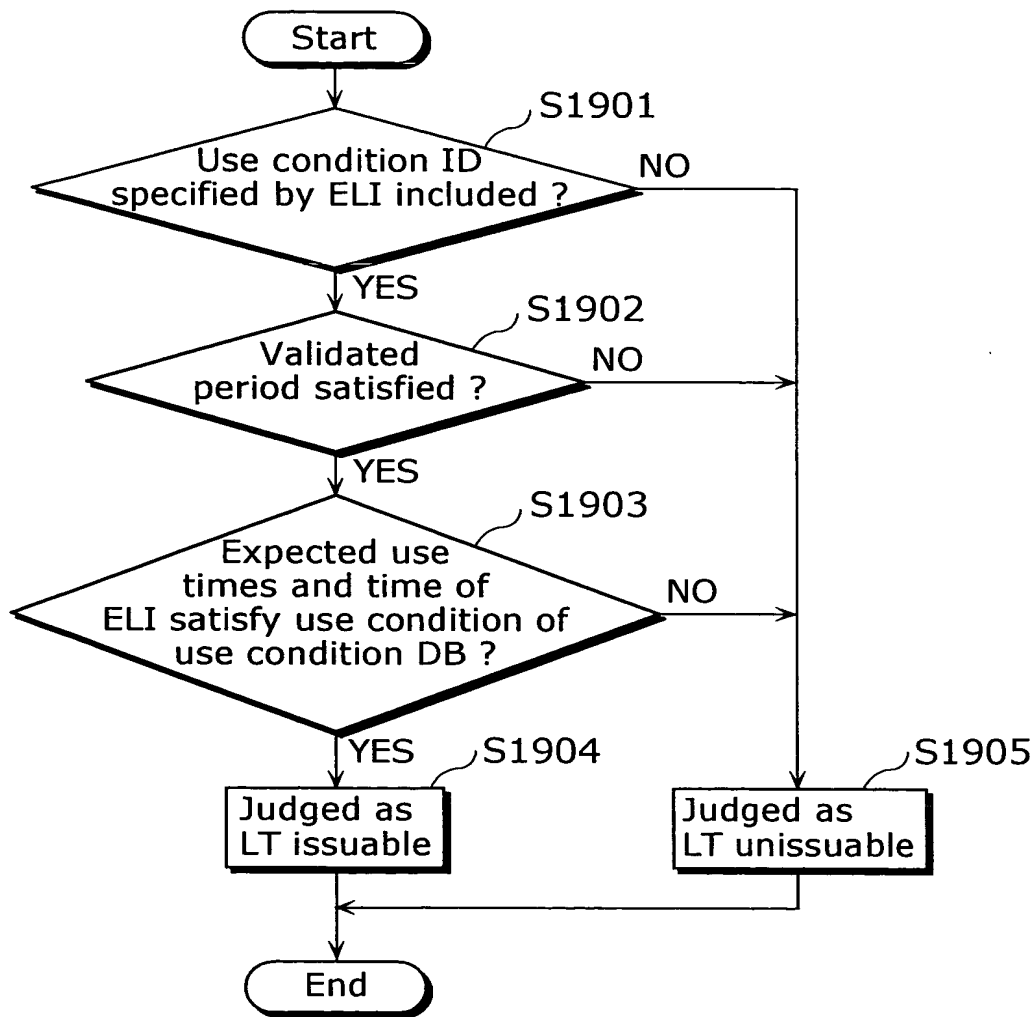 Start
S1901
Use condition ID
specified by ELI included ?
NO
YES
S1902
Validated
period satisfied ?
NO
YES
S1903
Expected use
times and time of
ELI satisfy use condition of
use condition DB ?
NO
YES
S1904
Judged as
LT issuable
S1905
Judged as
LT unissuable
End